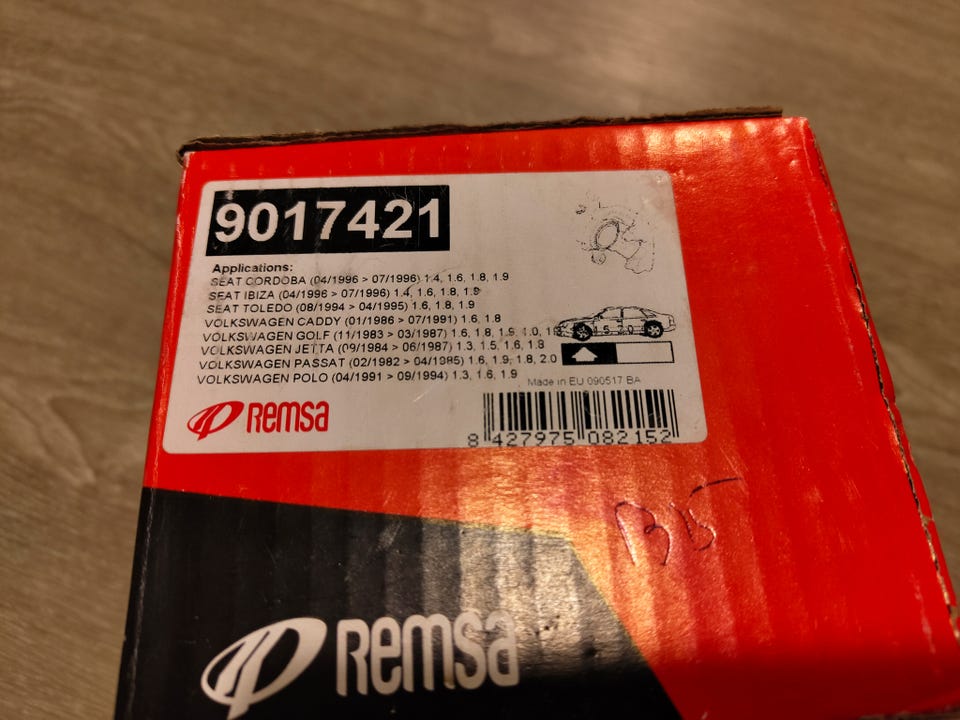 9017421
Applications:
SEAT CORDOBA (04/1996 > 07/1996) 1.4, 1.6, 1.8, 1.9
SEAT IBIZA (04/1996 > 07/1996) 1.4, 1.6, 1.8, 1.9
SEAT TOLEDO (08/1994 > 04/1995) 1.6, 1.8, 1.9
VOLKSWAGEN CADDY (01/1986 > 07/1991) 1.6, 1.8
VOLKSWAGEN GOLF (11/1983 > 03/1987) 1.6, 1.8, 1.9, 1.0,
VOLKSWAGEN JETTA (09/1984 > 06/1987) 1.3, 1.5, 1.6, 1.8
VOLKSWAGEN PASSAT (02/1982 > 04/1985) 1.6, 1.9, 1.8, 2.0
VOLKSWAGEN POLO (04/1991 > 09/1994) 1.3, 1.6, 1.9
Made in EU 090517 BA
Remsa
8 427975 082152
Remsa